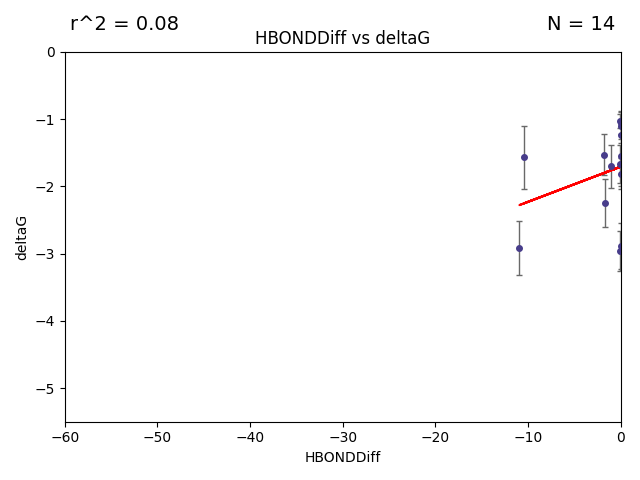 r^2 = 0.08
N = 14
HBONDDiff vs deltaG
0
−1
−2
−3
−4
−5
deltaG
−60 −50 −40 −30 −20 −10 0
HBONDDiff